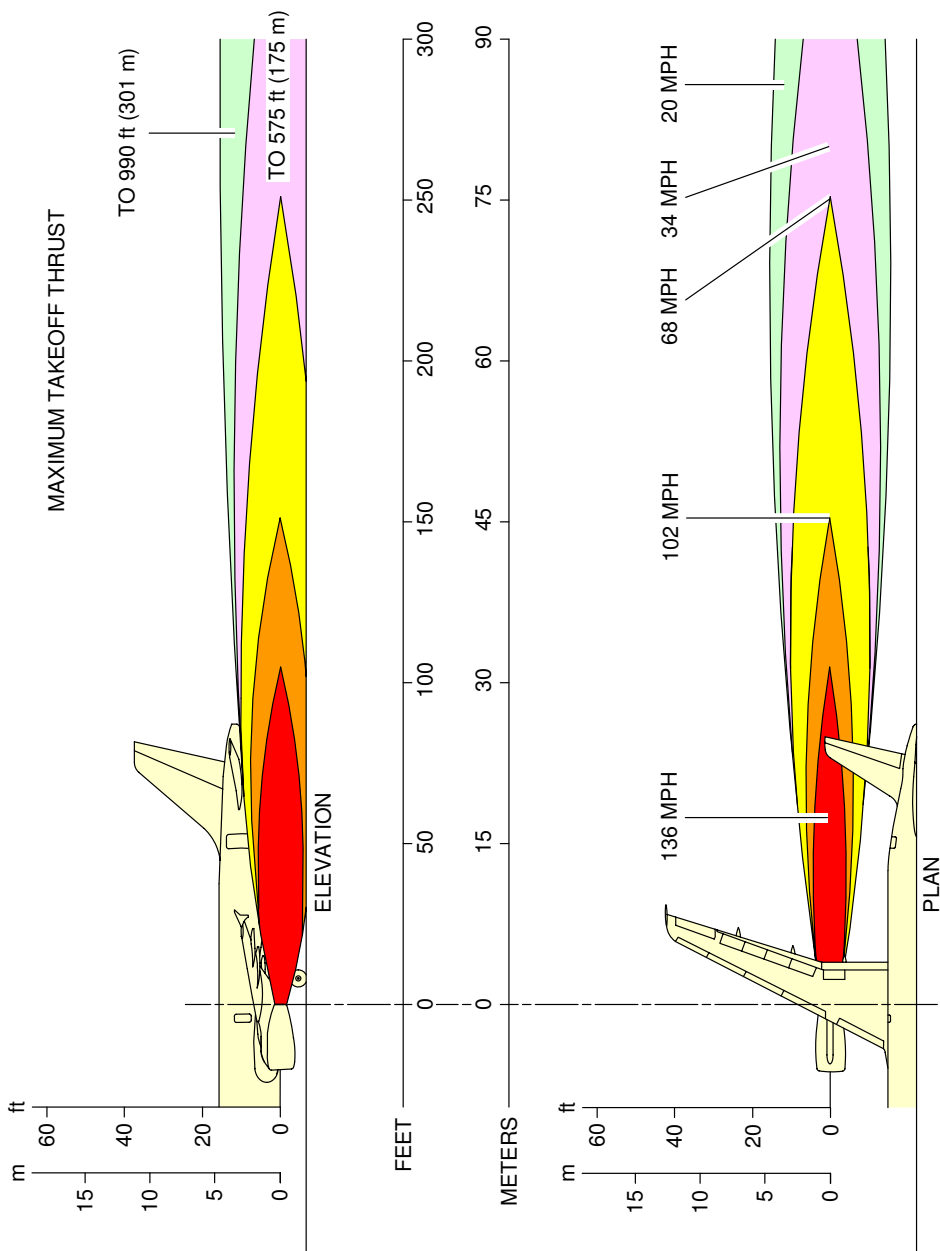 MAXIMUM TAKEOFF THRUST
TO 990 ft (301 m)
TO 575 ft (175 m)
m
ft
60
40
20
0
15
10
5
0
ELEVATION
FEET
0
50
100
150
200
250
300
METERS
0
15
30
45
60
75
90
136 MPH
102 MPH
68 MPH
34 MPH
20 MPH
m
ft
60
40
20
0
15
10
5
0
PLAN